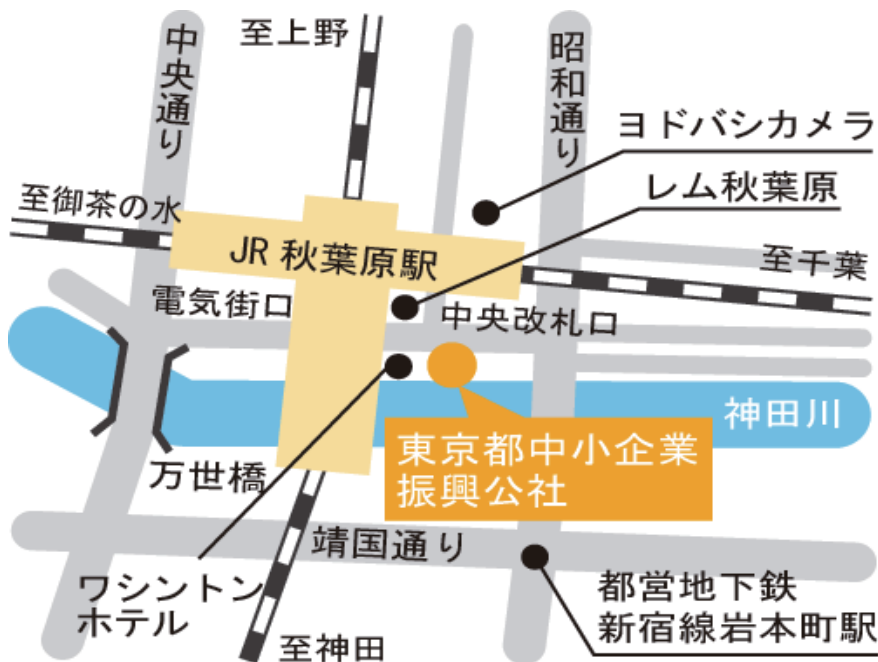 中央通り
至上野
昭和通り
ヨドバシカメラ
レム秋葉原
至御茶の水
JR 秋葉原駅
至千葉
電気街口
中央改札口
神田川
東京都中小企業
振興公社
万世橋
靖国通り
ワシントン
ホテル
都営地下鉄
新宿線岩本町駅
至神田